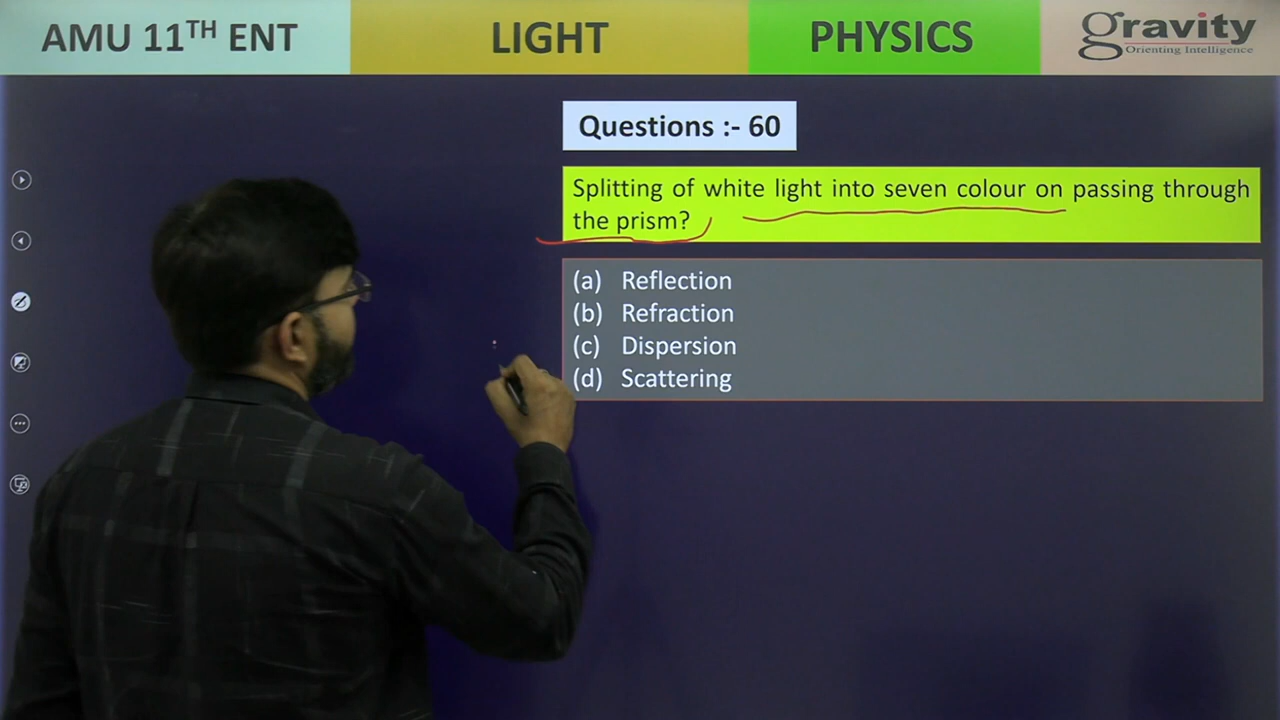 AMU 11TH ENT
LIGHT
PHYSICS
gravity
Orienting Intelligence
Questions :- 60
Splitting of white light into seven colour on passing through
the prism?
(a) Reflection
(b) Refraction
(c) Dispersion
(d) Scattering